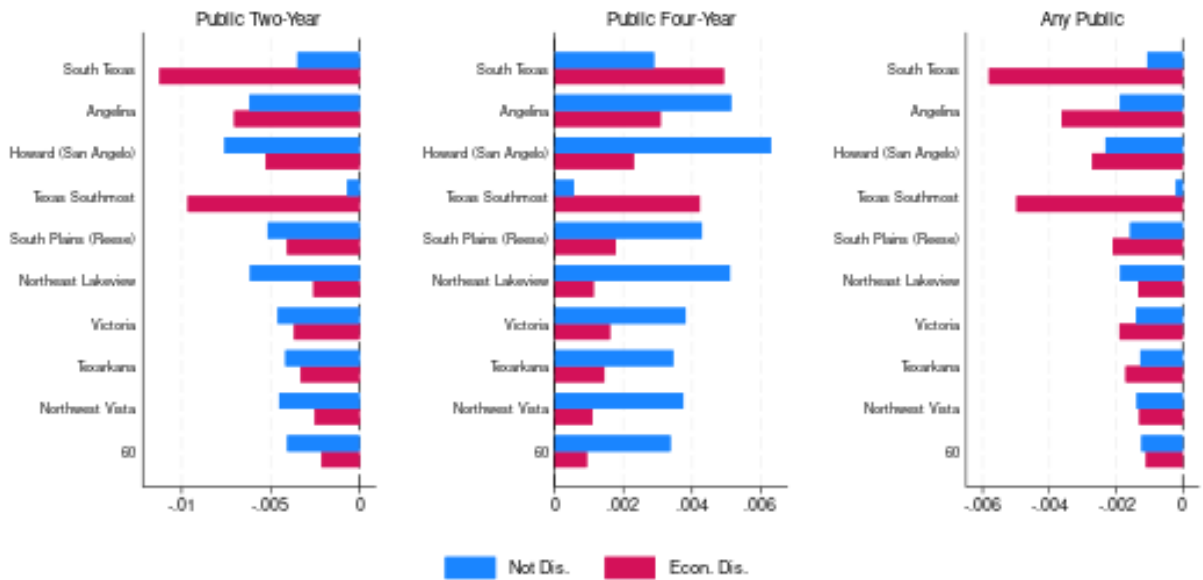 Public Two-Year
South Texas
Angelina
Howard (San Angelo)
Texas Southmost
South Plains (Reese)
Northeast Lakeview
Victoria
Texarkana
Northwest Vista
60
-.01 -.005 0
Public Four-Year
South Texas
Angelina
Howard (San Angelo)
Texas Southmost
South Plains (Reese)
Northeast Lakeview
Victoria
Texarkana
Northwest Vista
60
0 .002 .004 .006
Any Public
South Texas
Angelina
Howard (San Angelo)
Texas Southmost
South Plains (Reese)
Northeast Lakeview
Victoria
Texarkana
Northwest Vista
60
-.006 -.004 -.002 0
Not Dis. Econ. Dis.